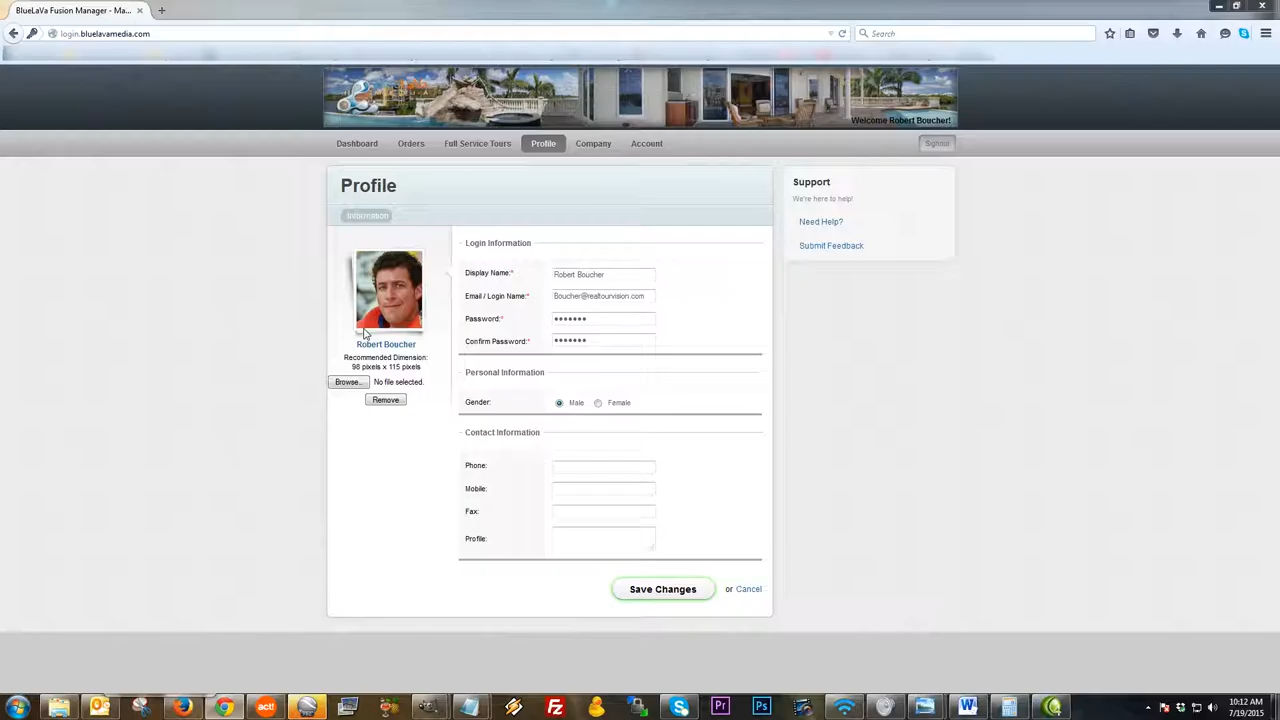 BlueLaVa Fusion Manager - Ma...
login.bluelavamedia.com
Search
Welcome Robert Boucher!
Dashboard
Orders
Full Service Tours
Profile
Company
Account
Signout
Profile
Information
Robert Boucher
Recommended Dimension:
98 pixels x 115 pixels
Browse... No file selected.
Remove
Login Information
Display Name:* Robert Boucher
Email / Login Name:* Boucher@realtourvision.com
Password:* •••••••
Confirm Password:* •••••••
Personal Information
Gender: Male Female
Contact Information
Phone:
Mobile:
Fax:
Profile:
Save Changes or Cancel
Support
We're here to help!
Need Help?
Submit Feedback
act!
Pr
Ps
10:12 AM
7/19/2015